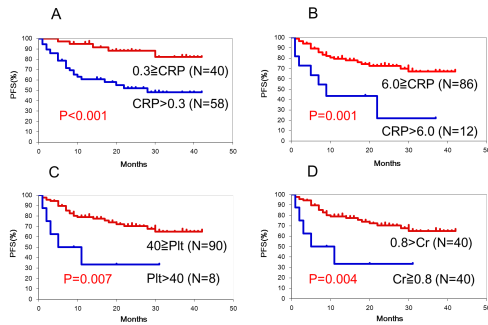 A
PFS(%)
100
90
80
70
60
50
40
30
20
10
0
0.3≧CRP (N=40)
CRP>0.3 (N=58)
P<0.001
0
10
20
30
40
50
Months
B
PFS(%)
100
90
80
70
60
50
40
30
20
10
0
6.0≧CRP (N=86)
P=0.001
CRP>6.0 (N=12)
0
10
20
30
40
50
Months
C
PFS(%)
100
90
80
70
60
50
40
30
20
10
0
40≧Plt (N=90)
P=0.007
Plt>40 (N=8)
0
10
20
30
40
50
Months
D
PFS(%)
100
90
80
70
60
50
40
30
20
10
0
0.8>Cr (N=40)
P=0.004
Cr≧0.8 (N=40)
0
10
20
30
40
50
Months